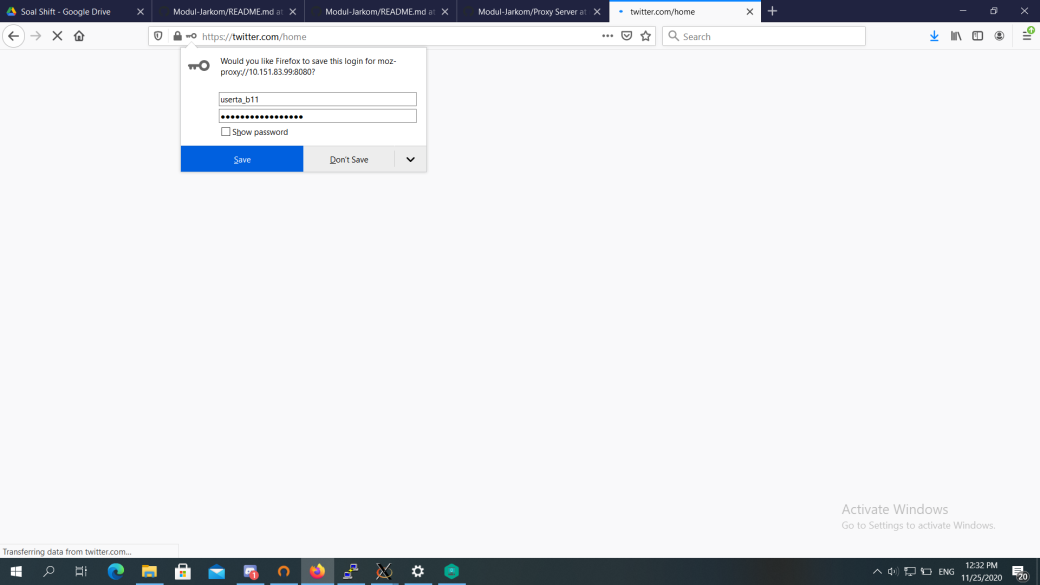 Soal Shift - Google Drive
Modul-Jarkom/README.md at
Modul-Jarkom/README.md at
Modul-Jarkom/Proxy Server at
twitter.com/home
https://twitter.com/home
Search
Would you like Firefox to save this login for moz-
proxy://10.151.83.99:8080?
userta_b11
•••••••••••••••••
Show password
Save
Don't Save
Activate Windows
Go to Settings to activate Windows.
Transferring data from twitter.com...
1
ENG
12:32 PM
11/25/2020
20